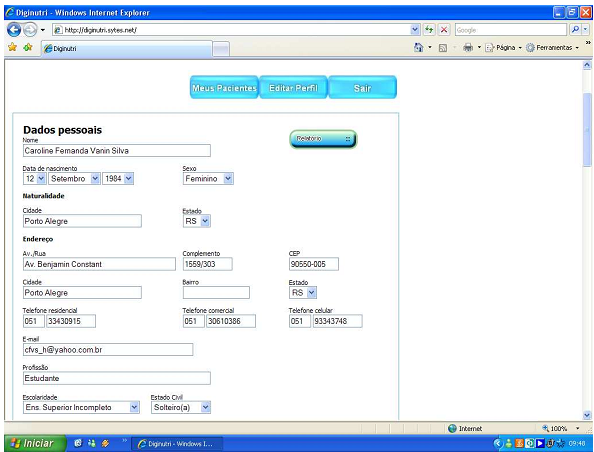 Diginutri - Windows Internet Explorer
http://diginutri.sytes.net/
Google
Diginutri
Página
Ferramentas
Meus Pacientes Editar Perfil Sair
Dados pessoais
Relatório
Nome
Caroline Fernanda Vanin Silva
Data de nascimento Sexo
12 Setembro 1984 Feminino
Naturalidade
Cidade Estado
Porto Alegre RS
Endereço
Av./Rua Complemento CEP
Av. Benjamin Constant 1559/303 90550-005
Cidade Bairro Estado
Porto Alegre RS
Telefone residencial Telefone comercial Telefone celular
051 33430915 051 30610386 051 93343748
E-mail
cfvs_h@yahoo.com.br
Profissão
Estudante
Escolaridade Estado Civil
Ens. Superior Incompleto Solteiro(a)
Internet 100%
Iniciar
Diginutri - Windows I...
09:48